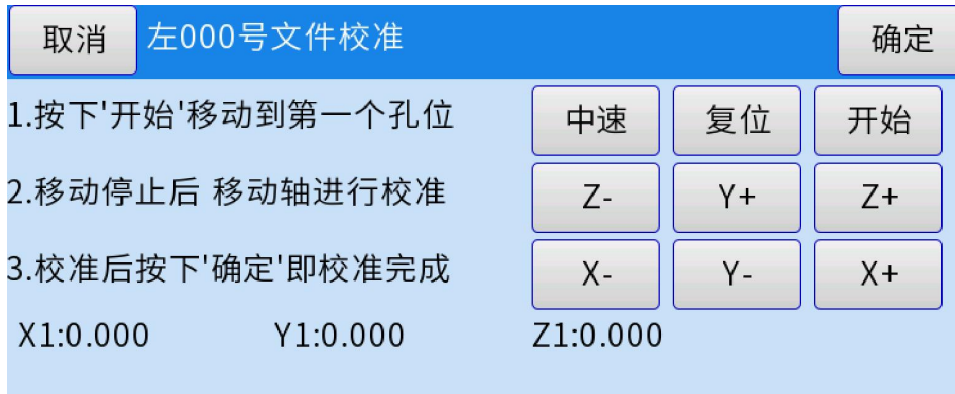 取消 左000号文件校准 确定
1.按下'开始'移动到第一个孔位 中速 复位 开始
2.移动停止后 移动轴进行校准 Z- Y+ Z+
3.校准后按下'确定'即校准完成 X- Y- X+
X1:0.000 Y1:0.000 Z1:0.000